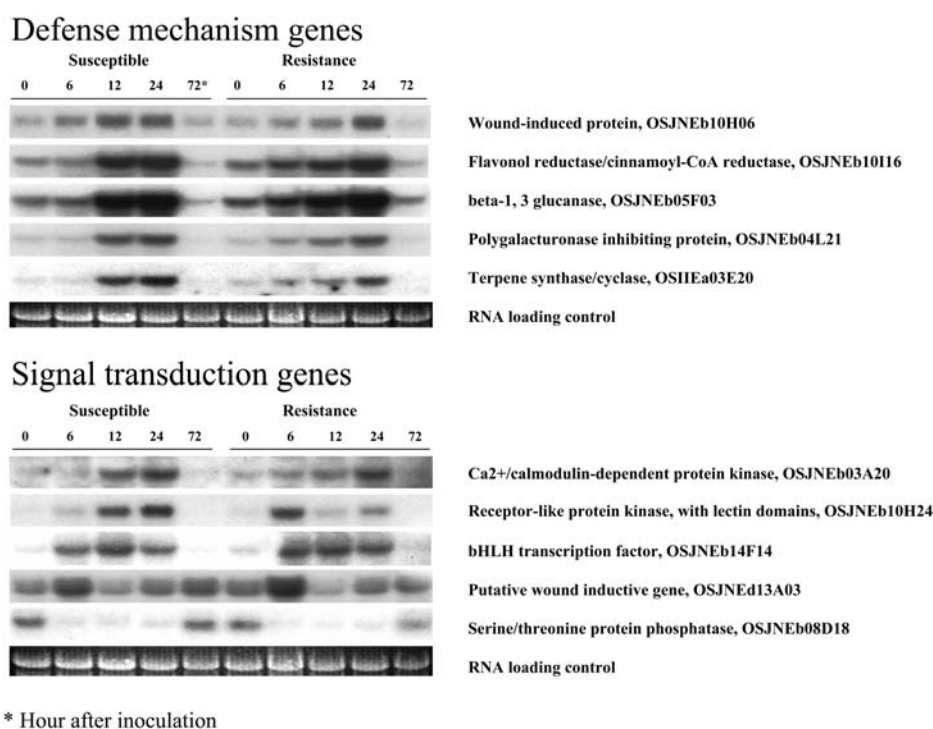 Defense mechanism genes
Susceptible Resistance
0 6 12 24 72* 0 6 12 24 72
Wound-induced protein, OSJNEb10H06
Flavonol reductase/cinnamoyl-CoA reductase, OSJNEb10I16
beta-1, 3 glucanase, OSJNEb05F03
Polygalacturonase inhibiting protein, OSJNEb04L21
Terpene synthase/cyclase, OSIIEa03E20
RNA loading control
Signal transduction genes
Susceptible Resistance
0 6 12 24 72 0 6 12 24 72
Ca2+/calmodulin-dependent protein kinase, OSJNEb03A20
Receptor-like protein kinase, with lectin domains, OSJNEb10H24
bHLH transcription factor, OSJNEb14F14
Putative wound inductive gene, OSJNEd13A03
Serine/threonine protein phosphatase, OSJNEb08D18
RNA loading control
* Hour after inoculation